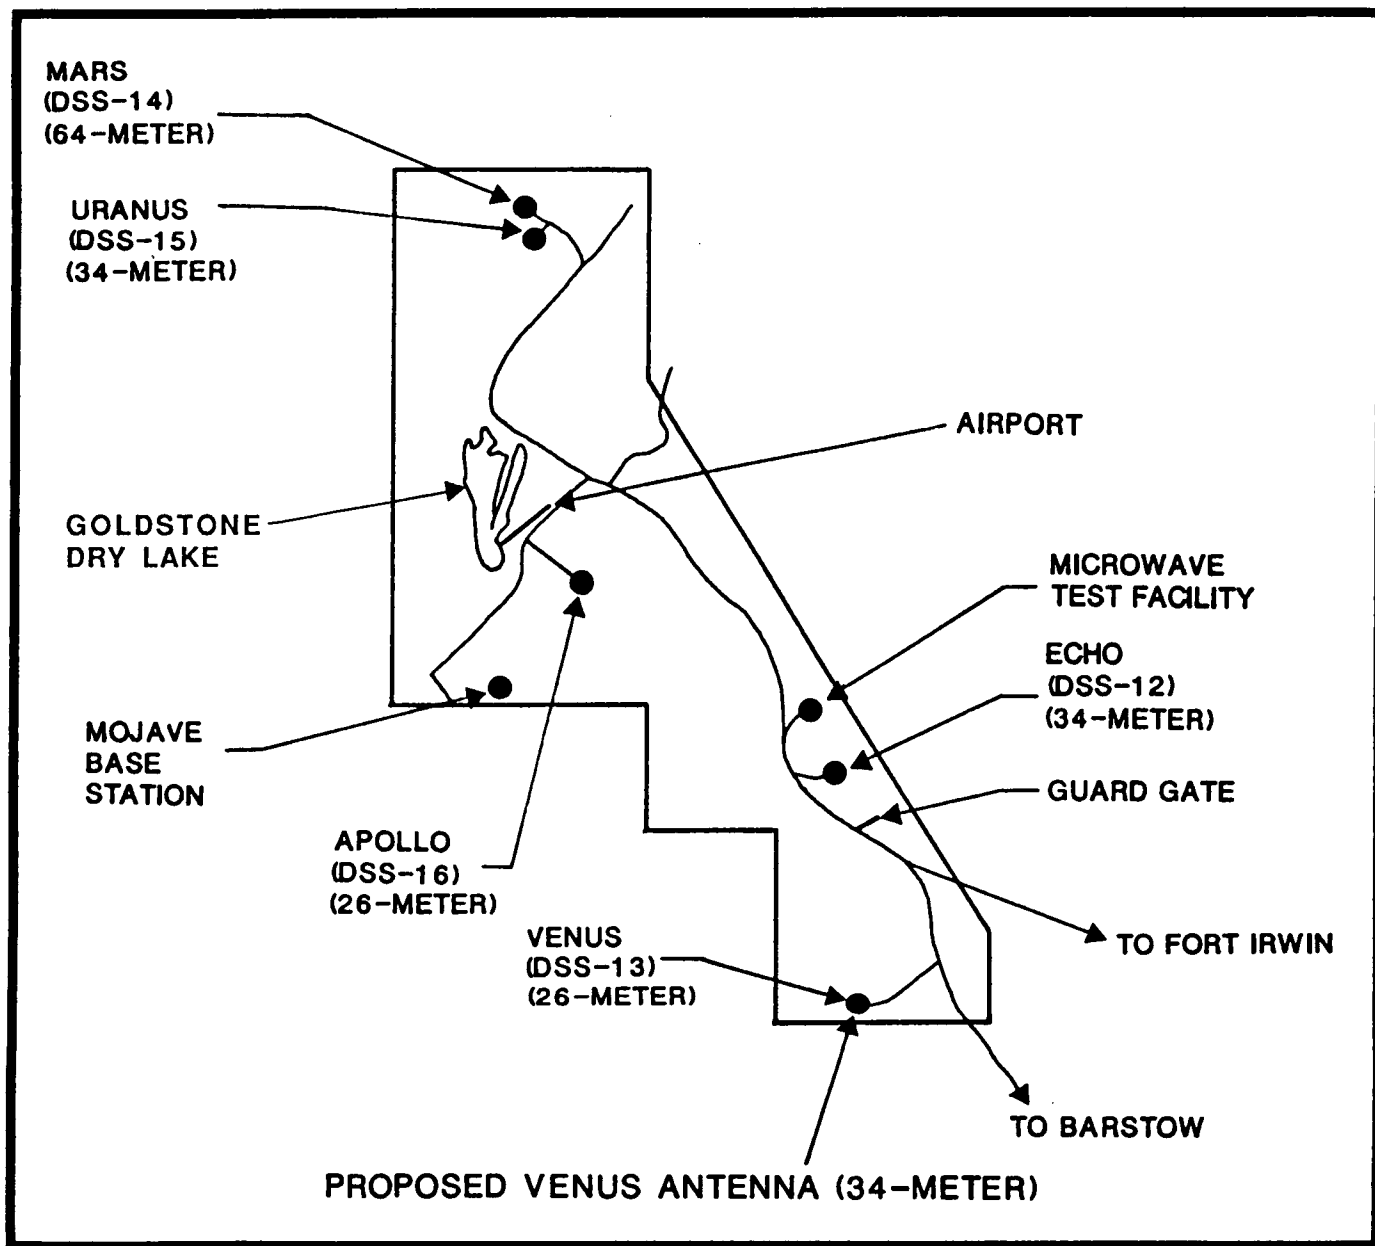 MARS
(DSS-14)
(64-METER)
URANUS
(DSS-15)
(34-METER)
AIRPORT
GOLDSTONE
DRY LAKE
MICROWAVE
TEST FACILITY
ECHO
(DSS-12)
(34-METER)
MOJAVE
BASE
STATION
GUARD GATE
APOLLO
(DSS-16)
(26-METER)
VENUS
(DSS-13)
(26-METER)
TO FORT IRWIN
TO BARSTOW
PROPOSED VENUS ANTENNA (34-METER)